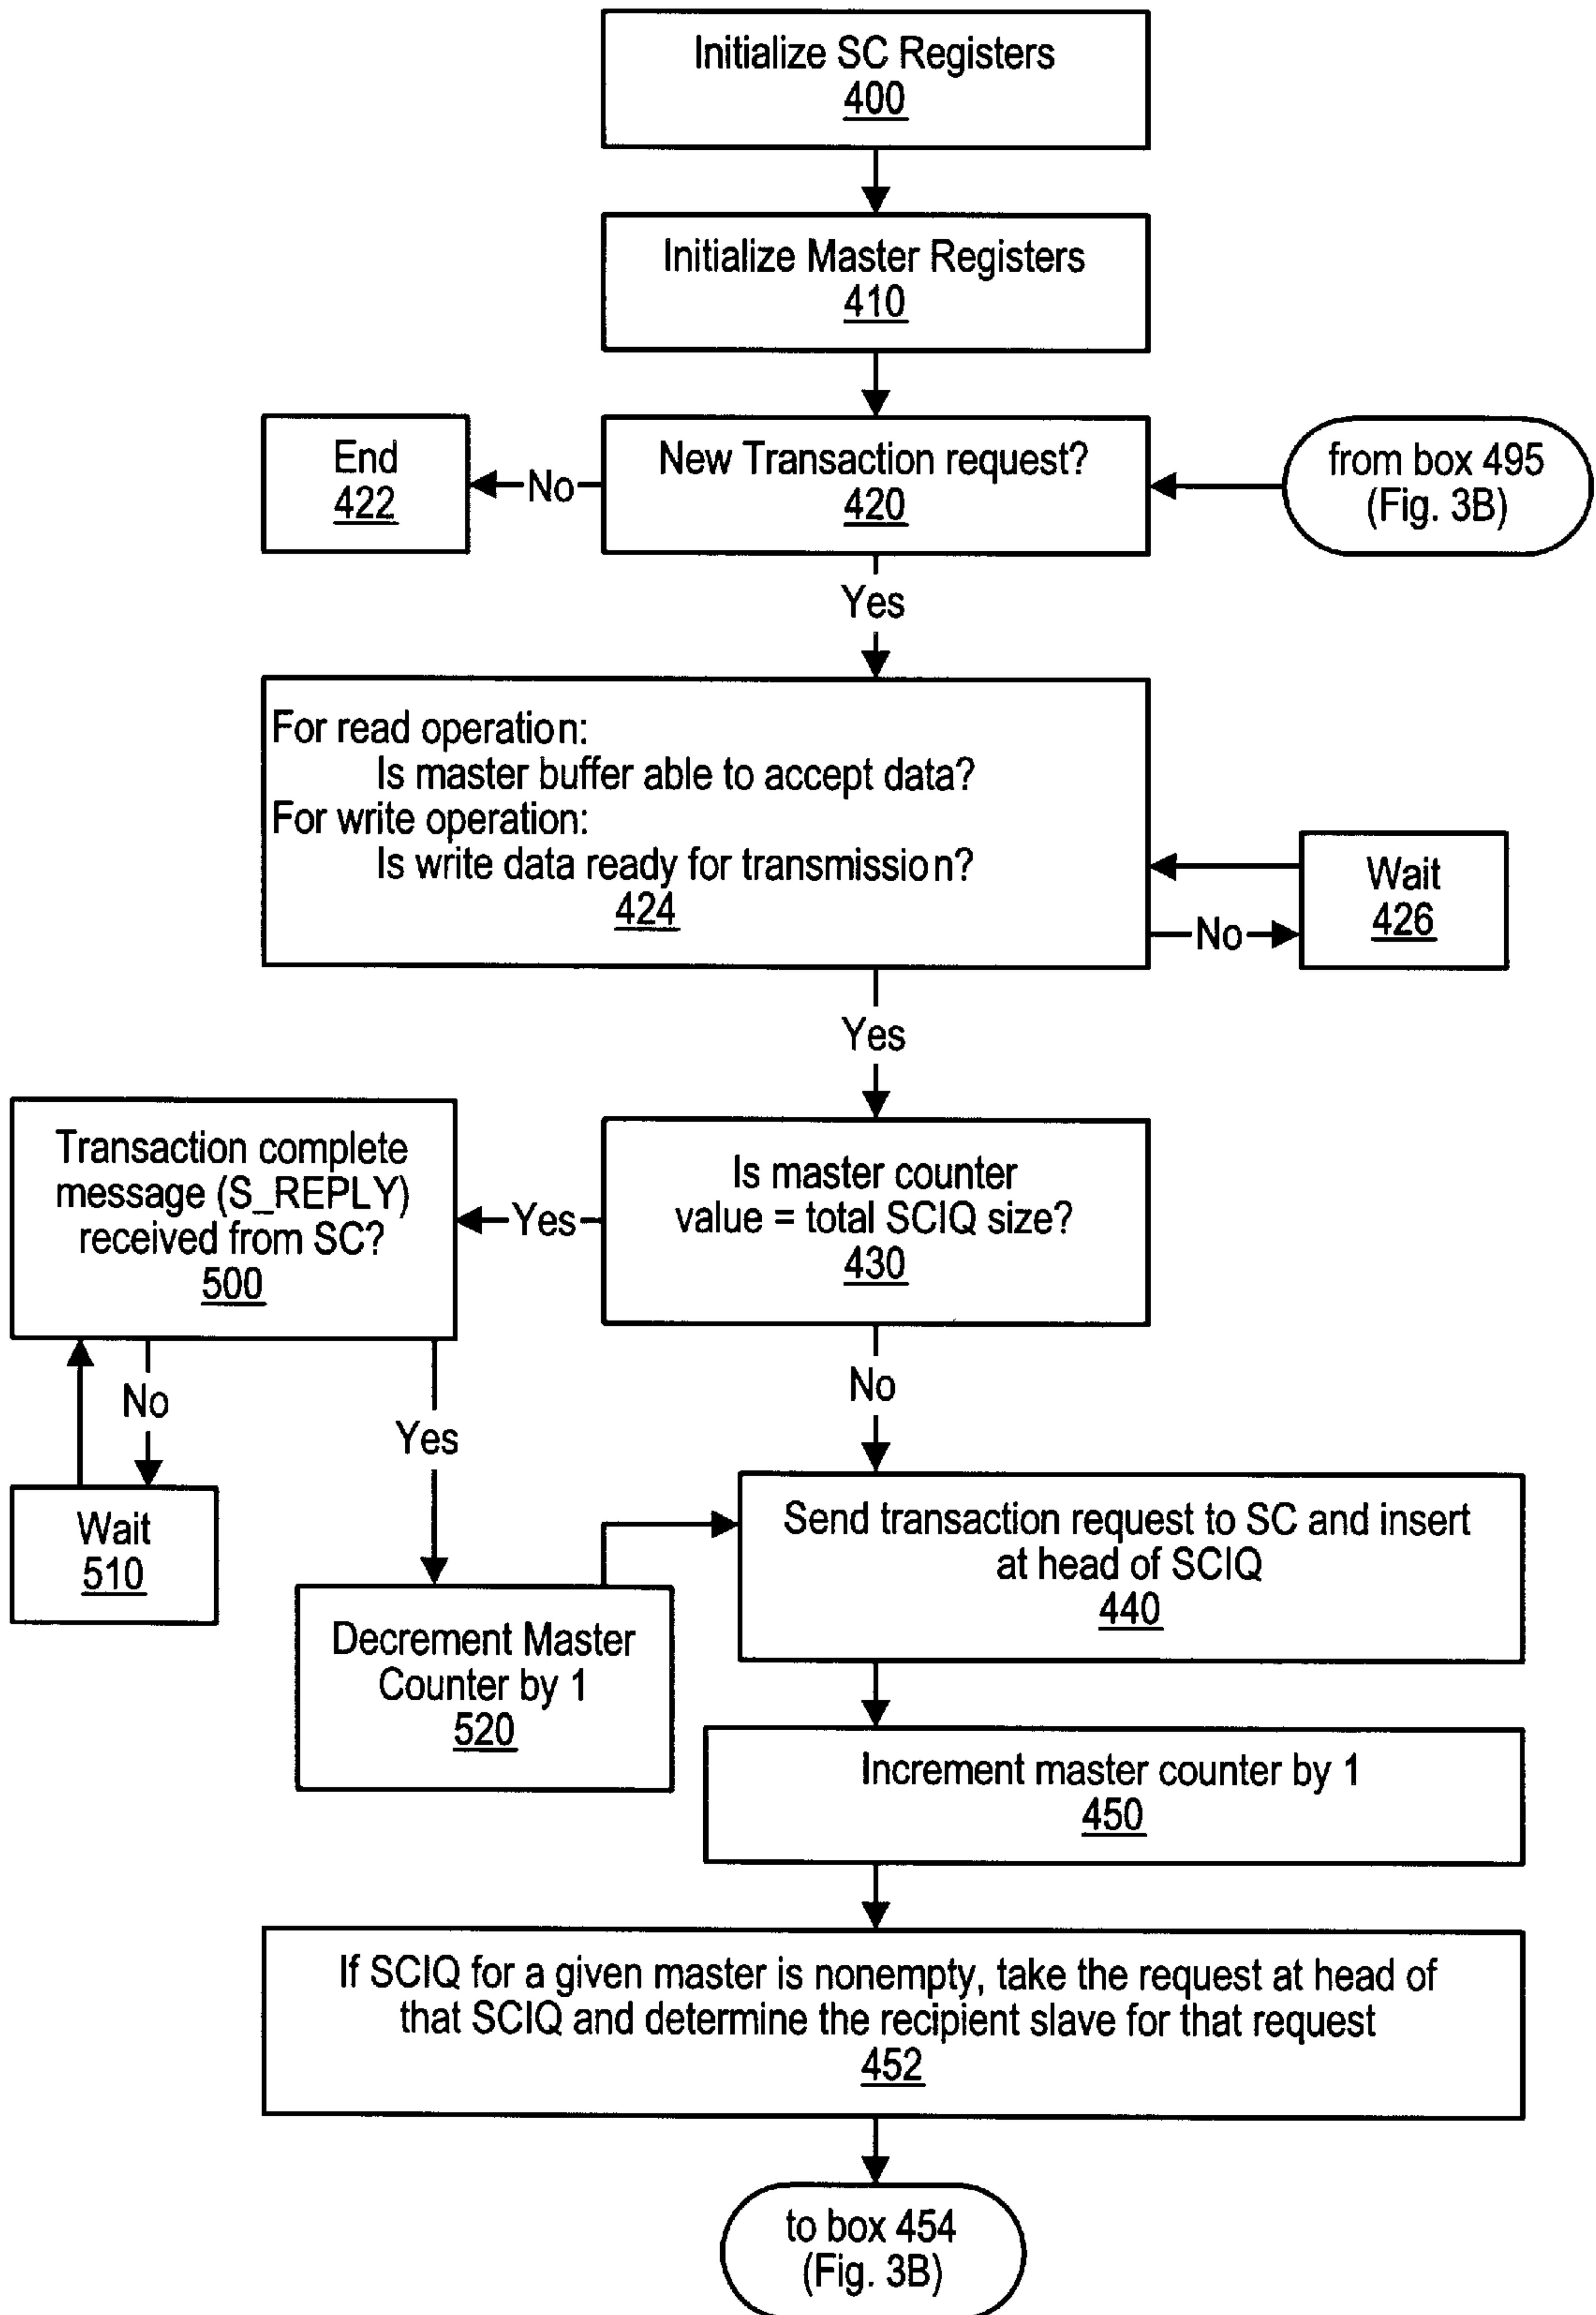 Initialize SC Registers
400
Initialize Master Registers
410
End
422
No
New Transaction request?
420
from box 495
(Fig. 3B)
Yes
For read operation:
Is master buffer able to accept data?
For write operation:
Is write data ready for transmission?
424
No
Wait
426
Yes
Transaction complete
message (S_REPLY)
received from SC?
500
Yes
Is master counter
value = total SCIQ size?
430
No
Yes
No
Wait
510
Send transaction request to SC and insert
at head of SCIQ
440
Decrement Master
Counter by 1
520
Increment master counter by 1
450
If SCIQ for a given master is nonempty, take the request at head of
that SCIQ and determine the recipient slave for that request
452
to box 454
(Fig. 3B)